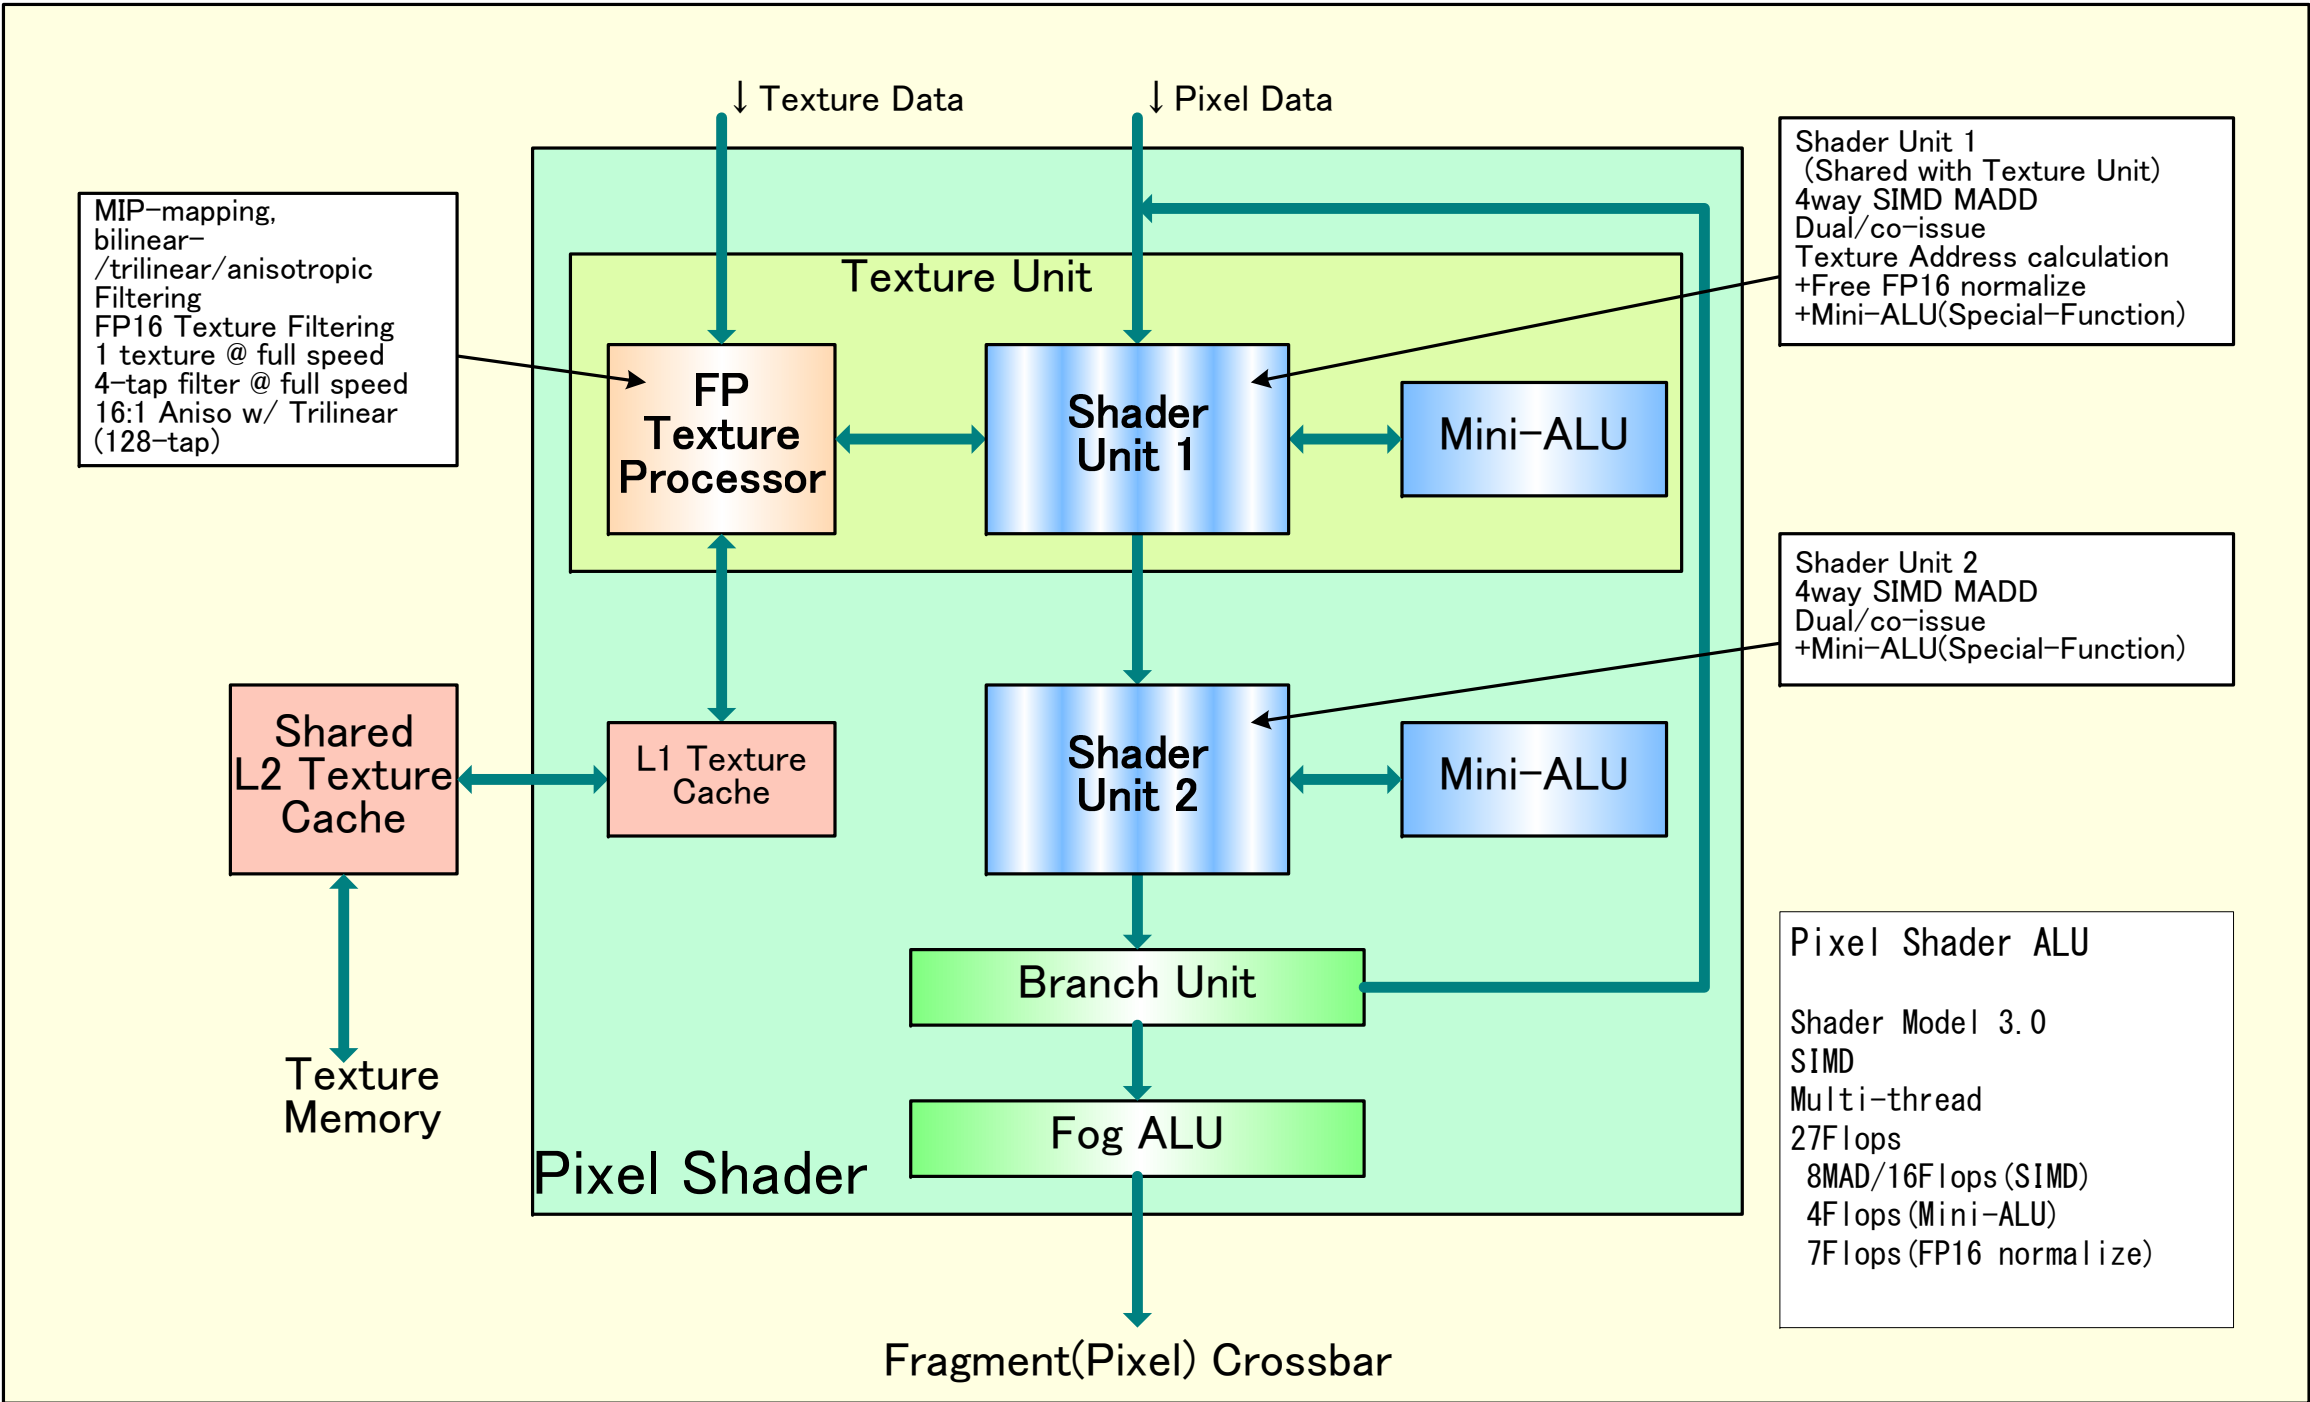 ↓Texture Data
↓Pixel Data
MIP-mapping,
bilinear-
/trilinear/anisotropic
Filtering
FP16 Texture Filtering
1 texture @ full speed
4-tap filter @ full speed
16:1 Aniso w/ Trilinear
(128-tap)
Shader Unit 1
(Shared with Texture Unit)
4way SIMD MADD
Dual/co-issue
Texture Address calculation
+Free FP16 normalize
+Mini-ALU(Special-Function)
Texture Unit
FP
Texture
Processor
Shader
Unit 1
Mini-ALU
Shader Unit 2
4way SIMD MADD
Dual/co-issue
+Mini-ALU(Special-Function)
Shared
L2 Texture
Cache
L1 Texture
Cache
Shader
Unit 2
Mini-ALU
Branch Unit
Texture
Memory
Fog ALU
Pixel Shader
Pixel Shader ALU
Shader Model 3.0
SIMD
Multi-thread
27Flops
8MAD/16Flops(SIMD)
4Flops(Mini-ALU)
7Flops(FP16 normalize)
Fragment(Pixel) Crossbar